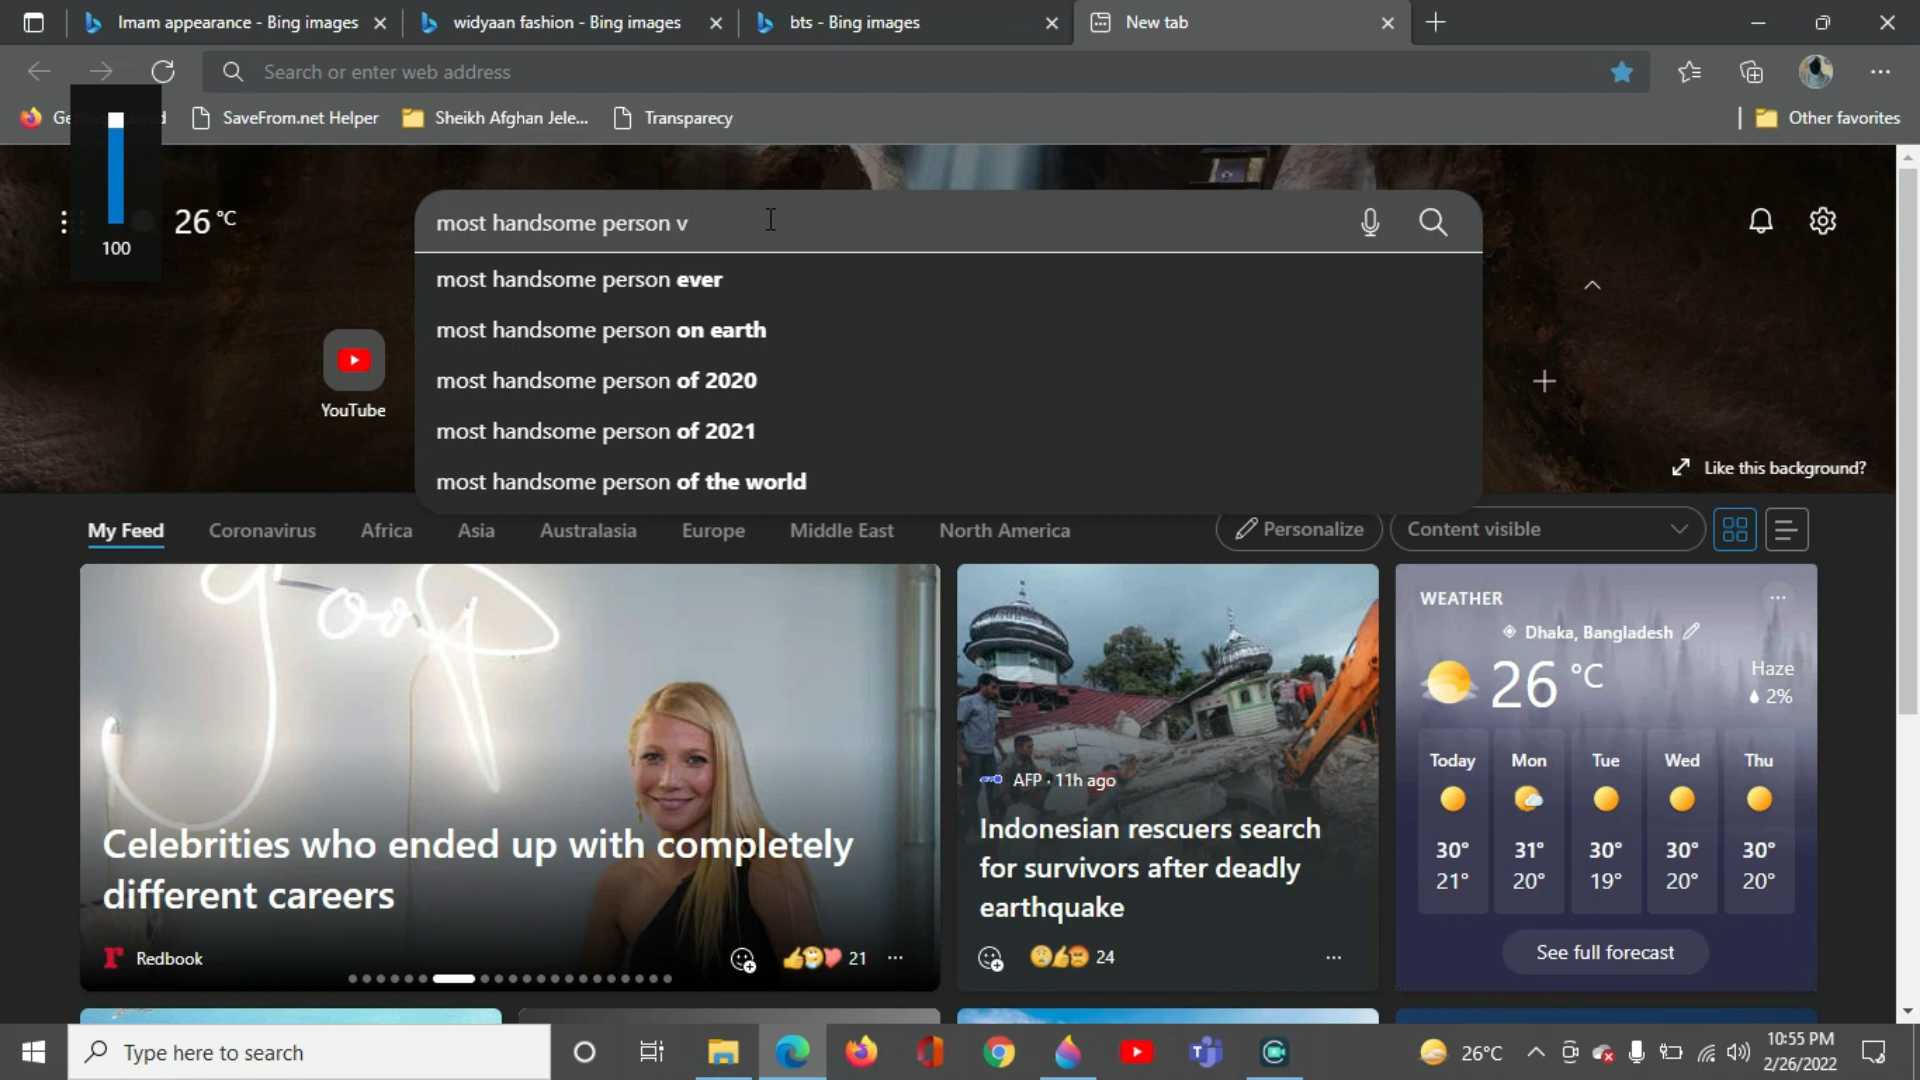 Imam appearance - Bing images
widyaan fashion - Bing images
bts - Bing images
New tab
Search or enter web address
SaveFrom.net Helper
Sheikh Afghan Jele...
Transparecy
Other favorites
100
26 °C
most handsome person v
most handsome person ever
most handsome person on earth
most handsome person of 2020
most handsome person of 2021
most handsome person of the world
YouTube
Like this background?
My Feed
Coronavirus
Africa
Asia
Australasia
Europe
Middle East
North America
Personalize
Content visible
goop
Celebrities who ended up with completely
different careers
Redbook
21
AFP · 11h ago
Indonesian rescuers search
for survivors after deadly
earthquake
24
WEATHER
Dhaka, Bangladesh
26 °C
Haze
2%
Today Mon Tue Wed Thu
30° 31° 30° 30° 30°
21° 20° 19° 20° 20°
See full forecast
Type here to search
26°C
10:55 PM
2/26/2022